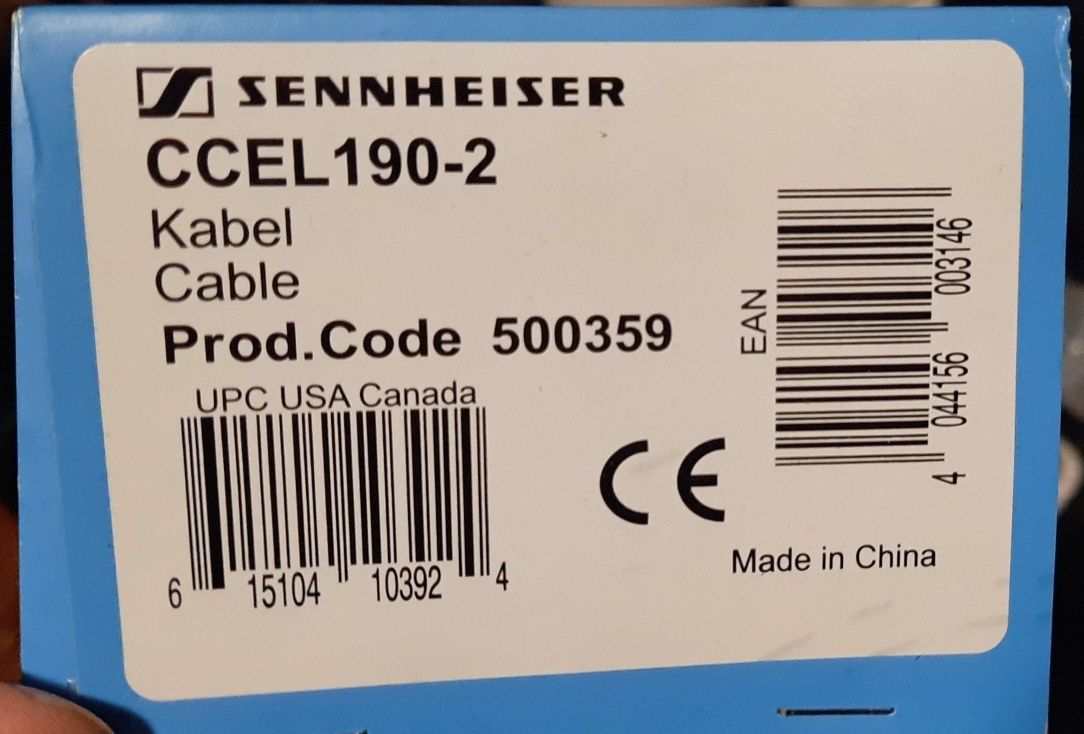 SENNHEISER
CCEL190-2
Kabel
Cable
Prod.Code 500359
UPC USA Canada
6 15104 10392 4
EAN
4 044156 003146
CE
Made in China